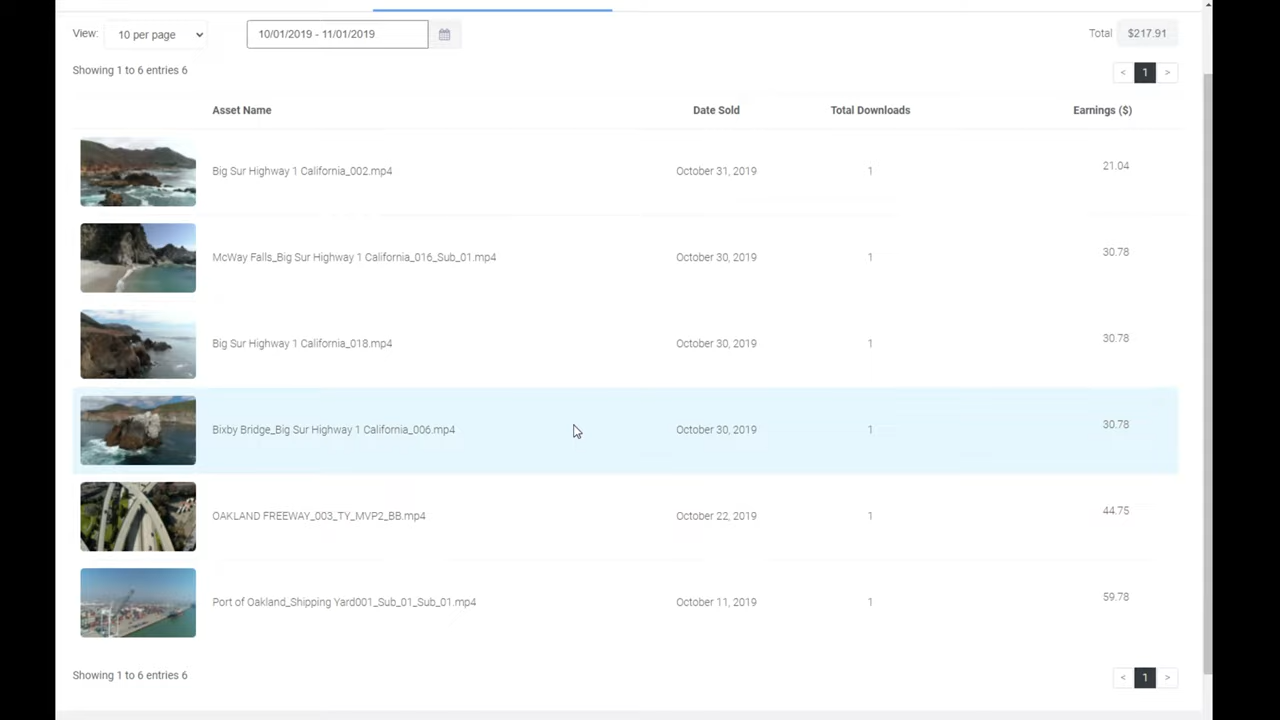 View: 10 per page 10/01/2019 - 11/01/2019 Total $217.91
Showing 1 to 6 entries 6 < 1 >
Asset Name Date Sold Total Downloads Earnings ($)
Big Sur Highway 1 California_002.mp4 October 31, 2019 1 21.04
McWay Falls_Big Sur Highway 1 California_016_Sub_01.mp4 October 30, 2019 1 30.78
Big Sur Highway 1 California_018.mp4 October 30, 2019 1 30.78
Bixby Bridge_Big Sur Highway 1 California_006.mp4 October 30, 2019 1 30.78
OAKLAND FREEWAY_003_TY_MVP2_BB.mp4 October 22, 2019 1 44.75
Port of Oakland_Shipping Yard001_Sub_01_Sub_01.mp4 October 11, 2019 1 59.78
Showing 1 to 6 entries 6 < 1 >